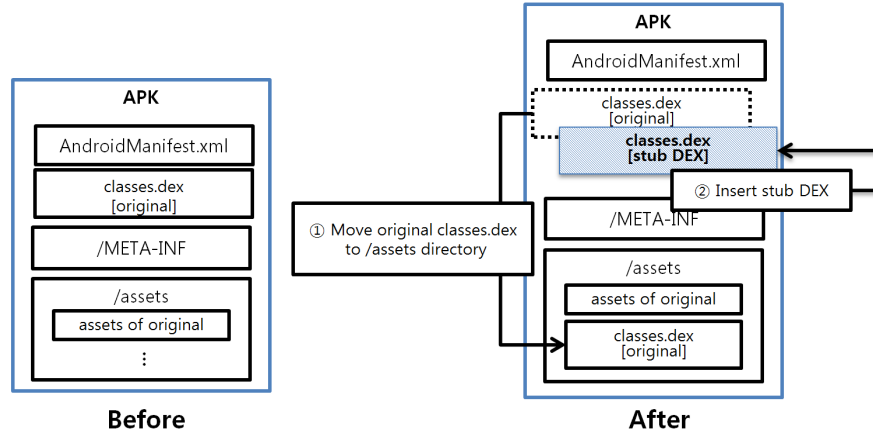 APK
AndroidManifest.xml
classes.dex
[original]
/META-INF
/assets
assets of original
⋮
Before
APK
AndroidManifest.xml
classes.dex
[original]
classes.dex
[stub DEX]
② Insert stub DEX
① Move original classes.dex
to /assets directory
/META-INF
/assets
assets of original
classes.dex
[original]
After